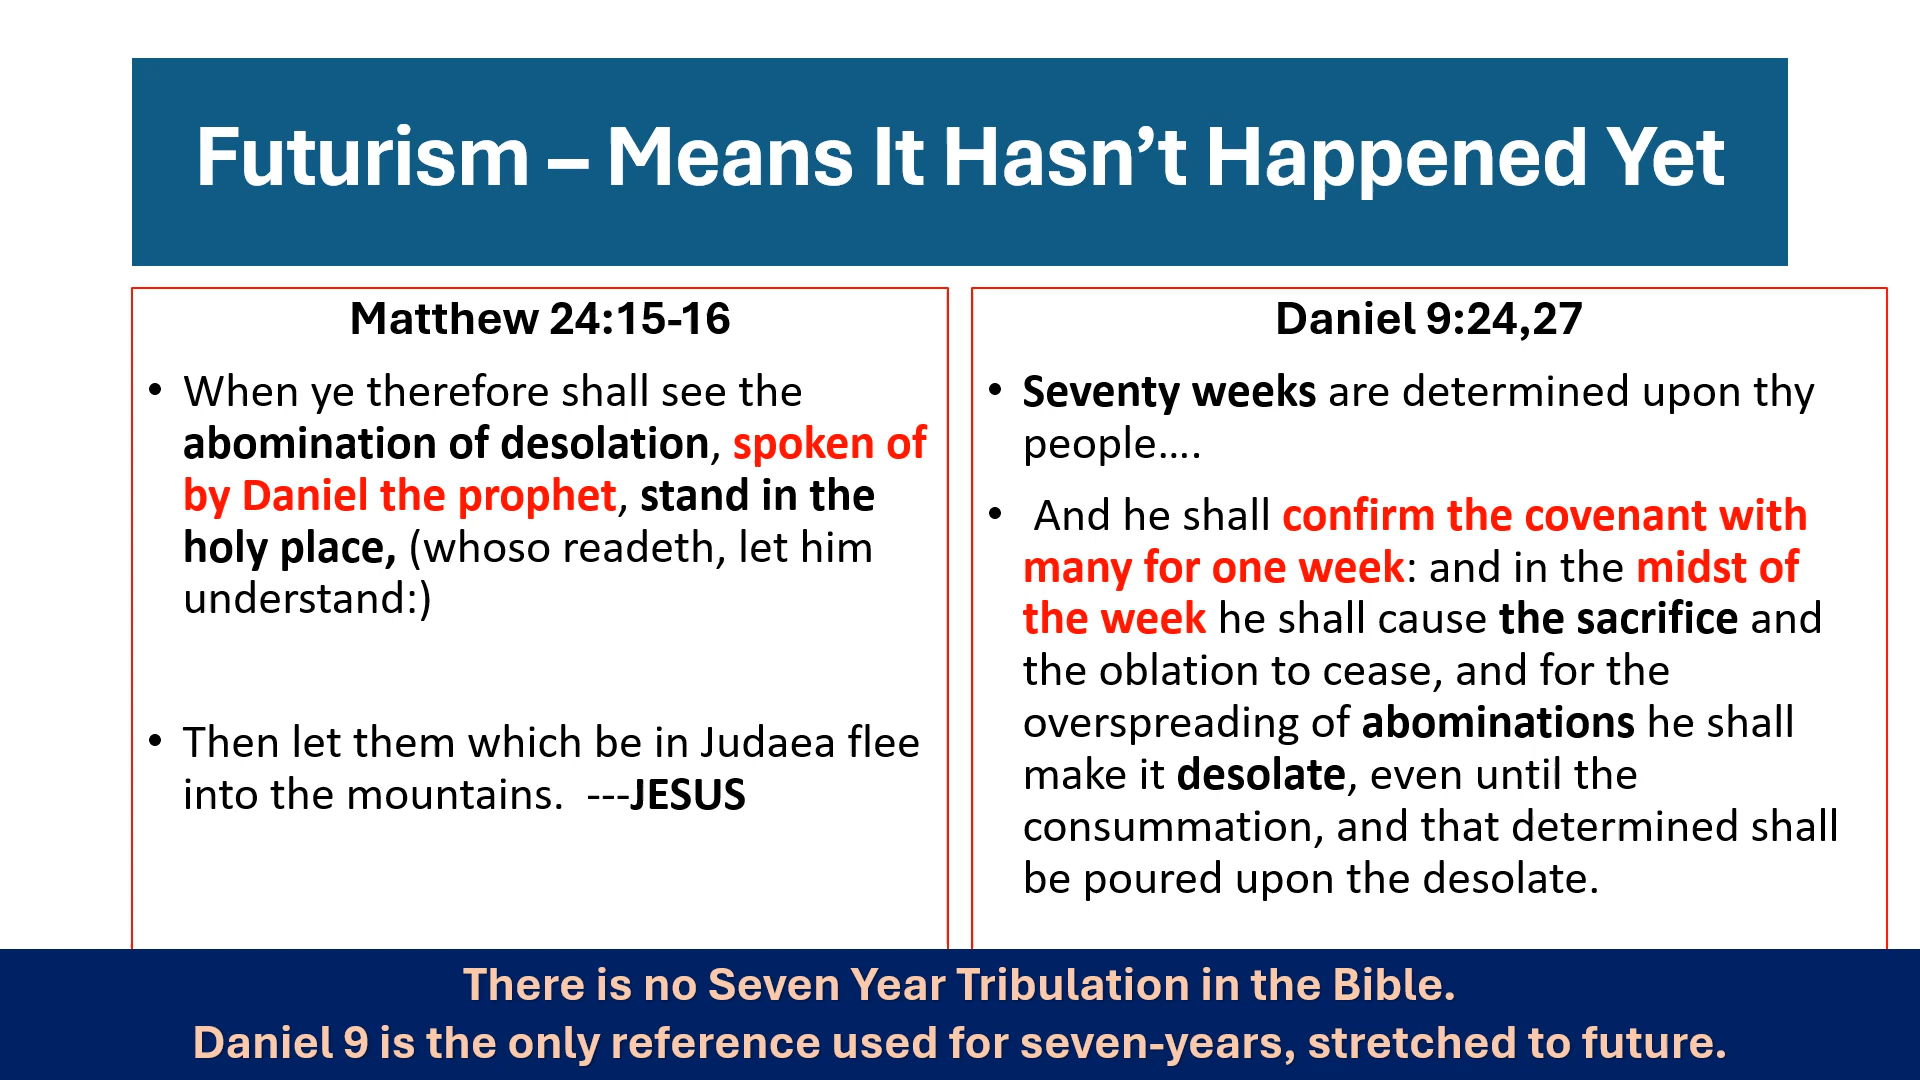 Futurism – Means It Hasn’t Happened Yet
Matthew 24:15-16
• When ye therefore shall see the
abomination of desolation, spoken of
by Daniel the prophet, stand in the
holy place, (whoso readeth, let him
understand:)
• Then let them which be in Judaea flee
into the mountains.  ---JESUS
Daniel 9:24,27
• Seventy weeks are determined upon thy
people….
• And he shall confirm the covenant with
many for one week: and in the midst of
the week he shall cause the sacrifice and
the oblation to cease, and for the
overspreading of abominations he shall
make it desolate, even until the
consummation, and that determined shall
be poured upon the desolate.
There is no Seven Year Tribulation in the Bible.
Daniel 9 is the only reference used for seven-years, stretched to future.